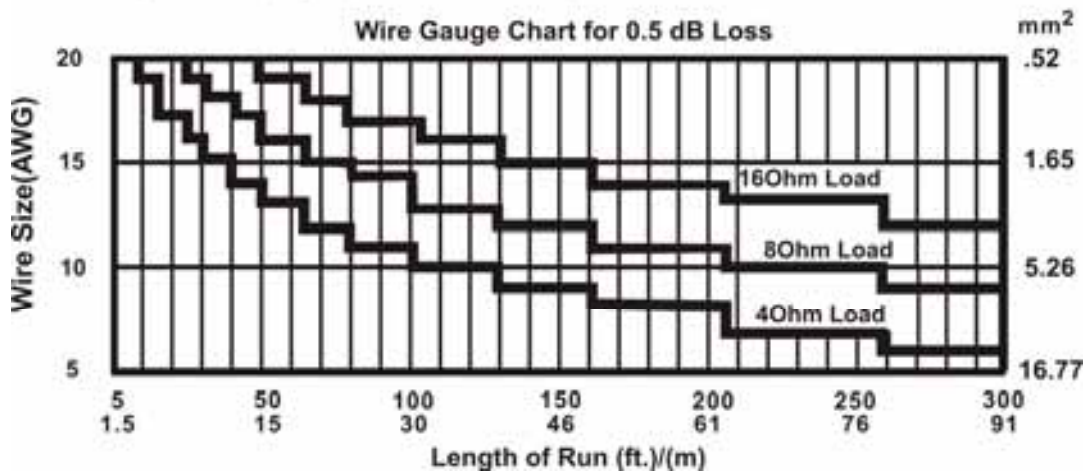 Wire Gauge Chart for 0.5 dB Loss
mm2
Wire Size(AWG)
20
15
10
5
.52
1.65
5.26
16.77
16Ohm Load
8Ohm Load
4Ohm Load
5 50 100 150 200 250 300
1.5 15 30 46 61 76 91
Length of Run (ft.)/(m)